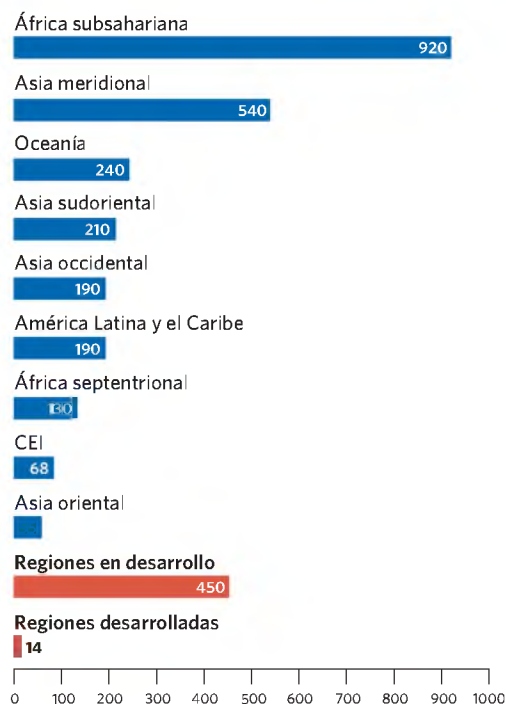 África subsahariana
920
Asia meridional
540
Oceanía
240
Asia sudoriental
210
Asia occidental
190
América Latina y el Caribe
190
África septentrional
130
CEI
68
Asia oriental
Regiones en desarrollo
450
Regiones desarrolladas
14
0 100 200 300 400 500 600 700 800 900 1000